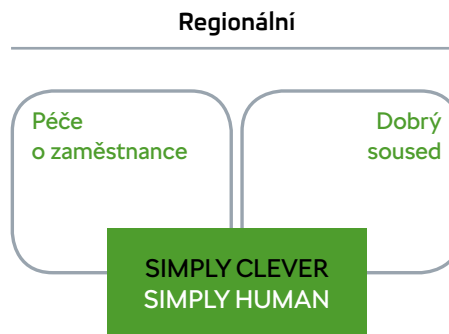 Regionální
Péče
o zaměstnance
Dobrý
soused
SIMPLY CLEVER
SIMPLY HUMAN